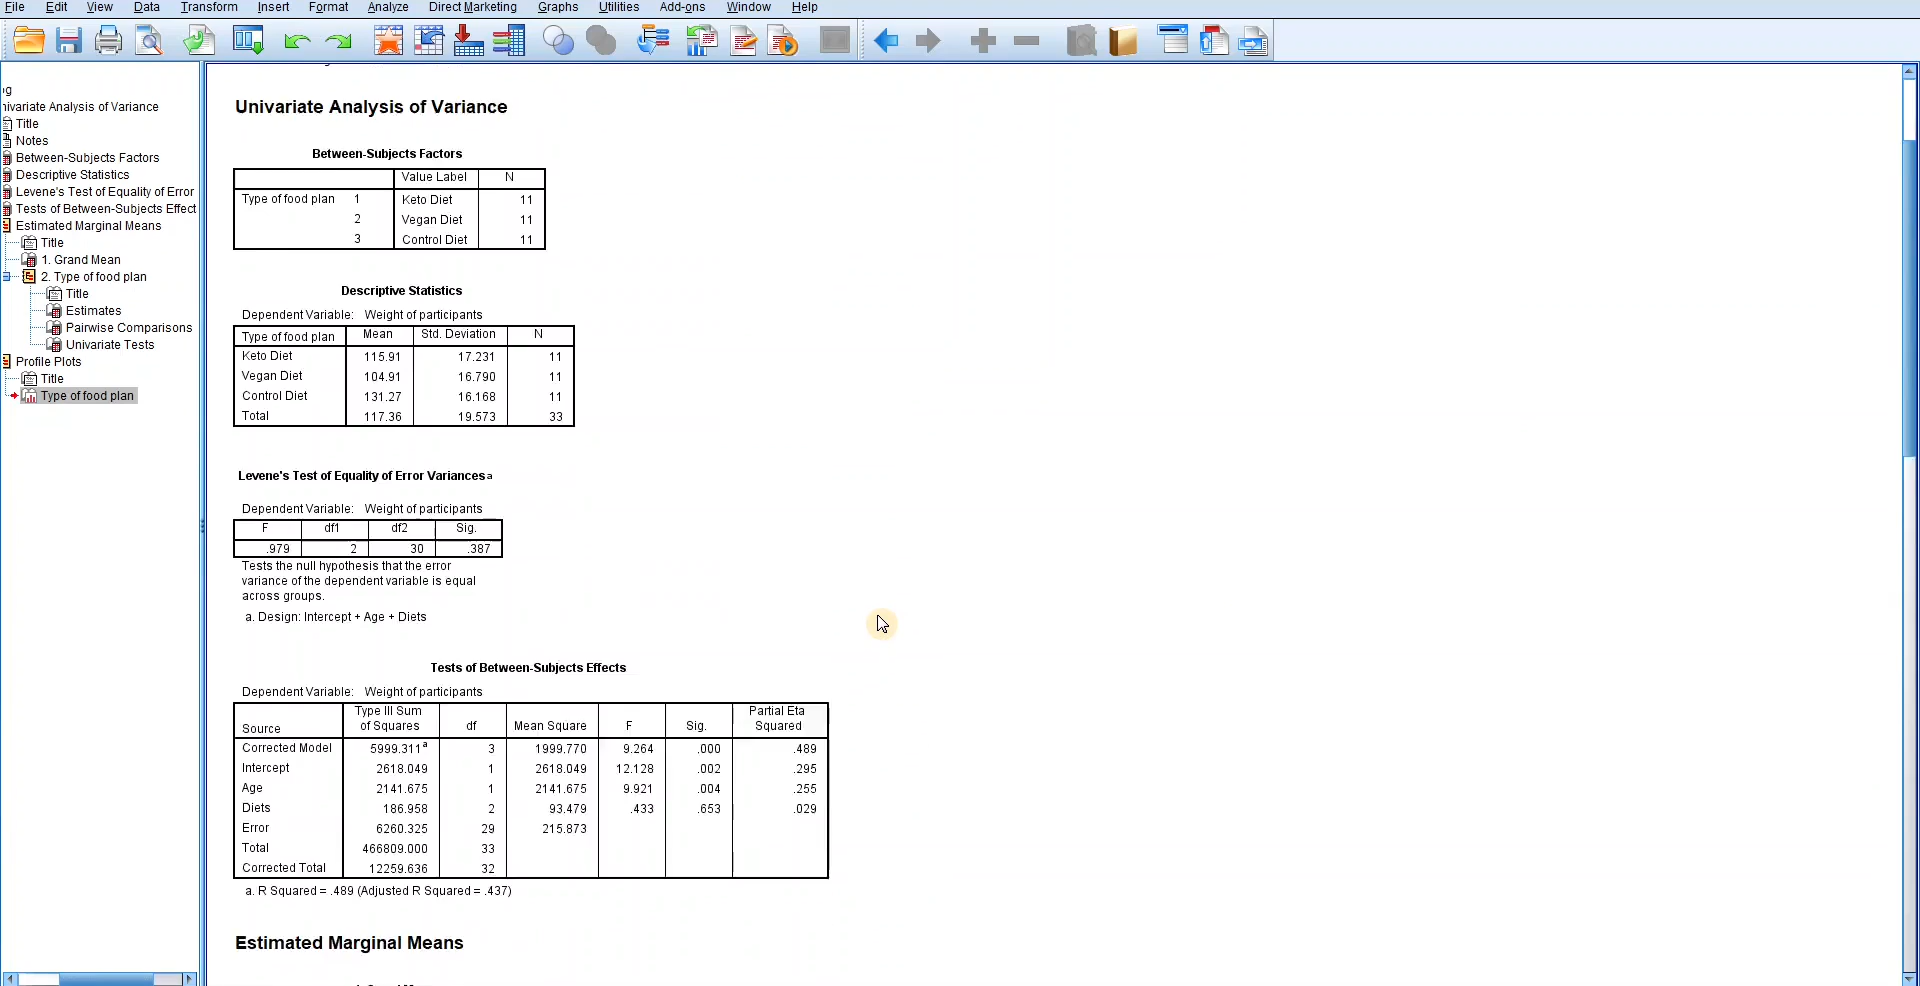 File Edit View Data Transform Insert Format Analyze Direct Marketing Graphs Utilities Add-ons Window Help
nivariate Analysis of Variance
Title
Notes
Between-Subjects Factors
Descriptive Statistics
Levene's Test of Equality of Error
Tests of Between-Subjects Effect
Estimated Marginal Means
Title
1. Grand Mean
2. Type of food plan
Title
Estimates
Pairwise Comparisons
Univariate Tests
Profile Plots
Title
Type of food plan
Univariate Analysis of Variance
Between-Subjects Factors
Value Label N
Type of food plan 1 Keto Diet 11
2 Vegan Diet 11
3 Control Diet 11
Descriptive Statistics
Dependent Variable: Weight of participants
Type of food plan Mean Std. Deviation N
Keto Diet 115.91 17.231 11
Vegan Diet 104.91 16.790 11
Control Diet 131.27 16.168 11
Total 117.36 19.573 33
Levene's Test of Equality of Error Variances a
Dependent Variable: Weight of participants
F df1 df2 Sig.
.979 2 30 .387
Tests the null hypothesis that the error
variance of the dependent variable is equal
across groups.
a. Design: Intercept + Age + Diets
Tests of Between-Subjects Effects
Dependent Variable: Weight of participants
Source Type III Sum of Squares df Mean Square F Sig. Partial Eta Squared
Corrected Model 5999.311 a 3 1999.770 9.264 .000 .489
Intercept 2618.049 1 2618.049 12.128 .002 .295
Age 2141.675 1 2141.675 9.921 .004 .255
Diets 186.958 2 93.479 .433 .653 .029
Error 6260.325 29 215.873
Total 466809.000 33
Corrected Total 12259.636 32
a. R Squared = .489 (Adjusted R Squared = .437)
Estimated Marginal Means